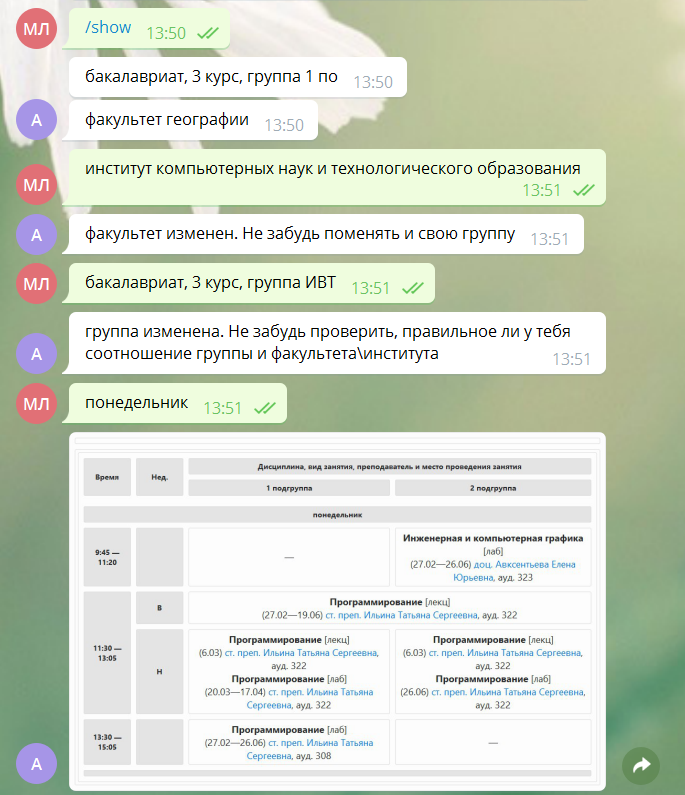 МЛ
/show 13:50
бакалавриат, 3 курс, группа 1 по 13:50
А
факультет географии 13:50
МЛ
институт компьютерных наук и технологического образования
13:51
А
факультет изменен. Не забудь поменять и свою группу 13:51
МЛ
бакалавриат, 3 курс, группа ИВТ 13:51
группа изменена. Не забудь проверить, правильное ли у тебя
А
соотношение группы и факультета\института 13:51
МЛ
понедельник 13:51
Время
Нед.
Дисциплина, вид занятия, преподаватель и место проведения занятия
1 подгруппа
2 подгруппа
понедельник
9:45 —
11:20
—
Инженерная и компьютерная графика
[лаб]
(27.02—26.06) доц. Авксентьева Елена
Юрьевна, ауд. 323
11:30 —
13:05
В
Программирование [лекц]
(27.02—19.06) ст. преп. Ильина Татьяна Сергеевна, ауд. 322
Н
Программирование [лекц]
(6.03) ст. преп. Ильина Татьяна Сергеевна,
ауд. 322
Программирование [лаб]
(20.03—17.04) ст. преп. Ильина Татьяна
Сергеевна, ауд. 322
Программирование [лекц]
(6.03) ст. преп. Ильина Татьяна Сергеевна,
ауд. 322
Программирование [лаб]
(26.06) ст. преп. Ильина Татьяна Сергеевна,
ауд. 322
13:30 —
15:05
Программирование [лаб]
(27.02—26.06) ст. преп. Ильина Татьяна
Сергеевна, ауд. 308
—
А